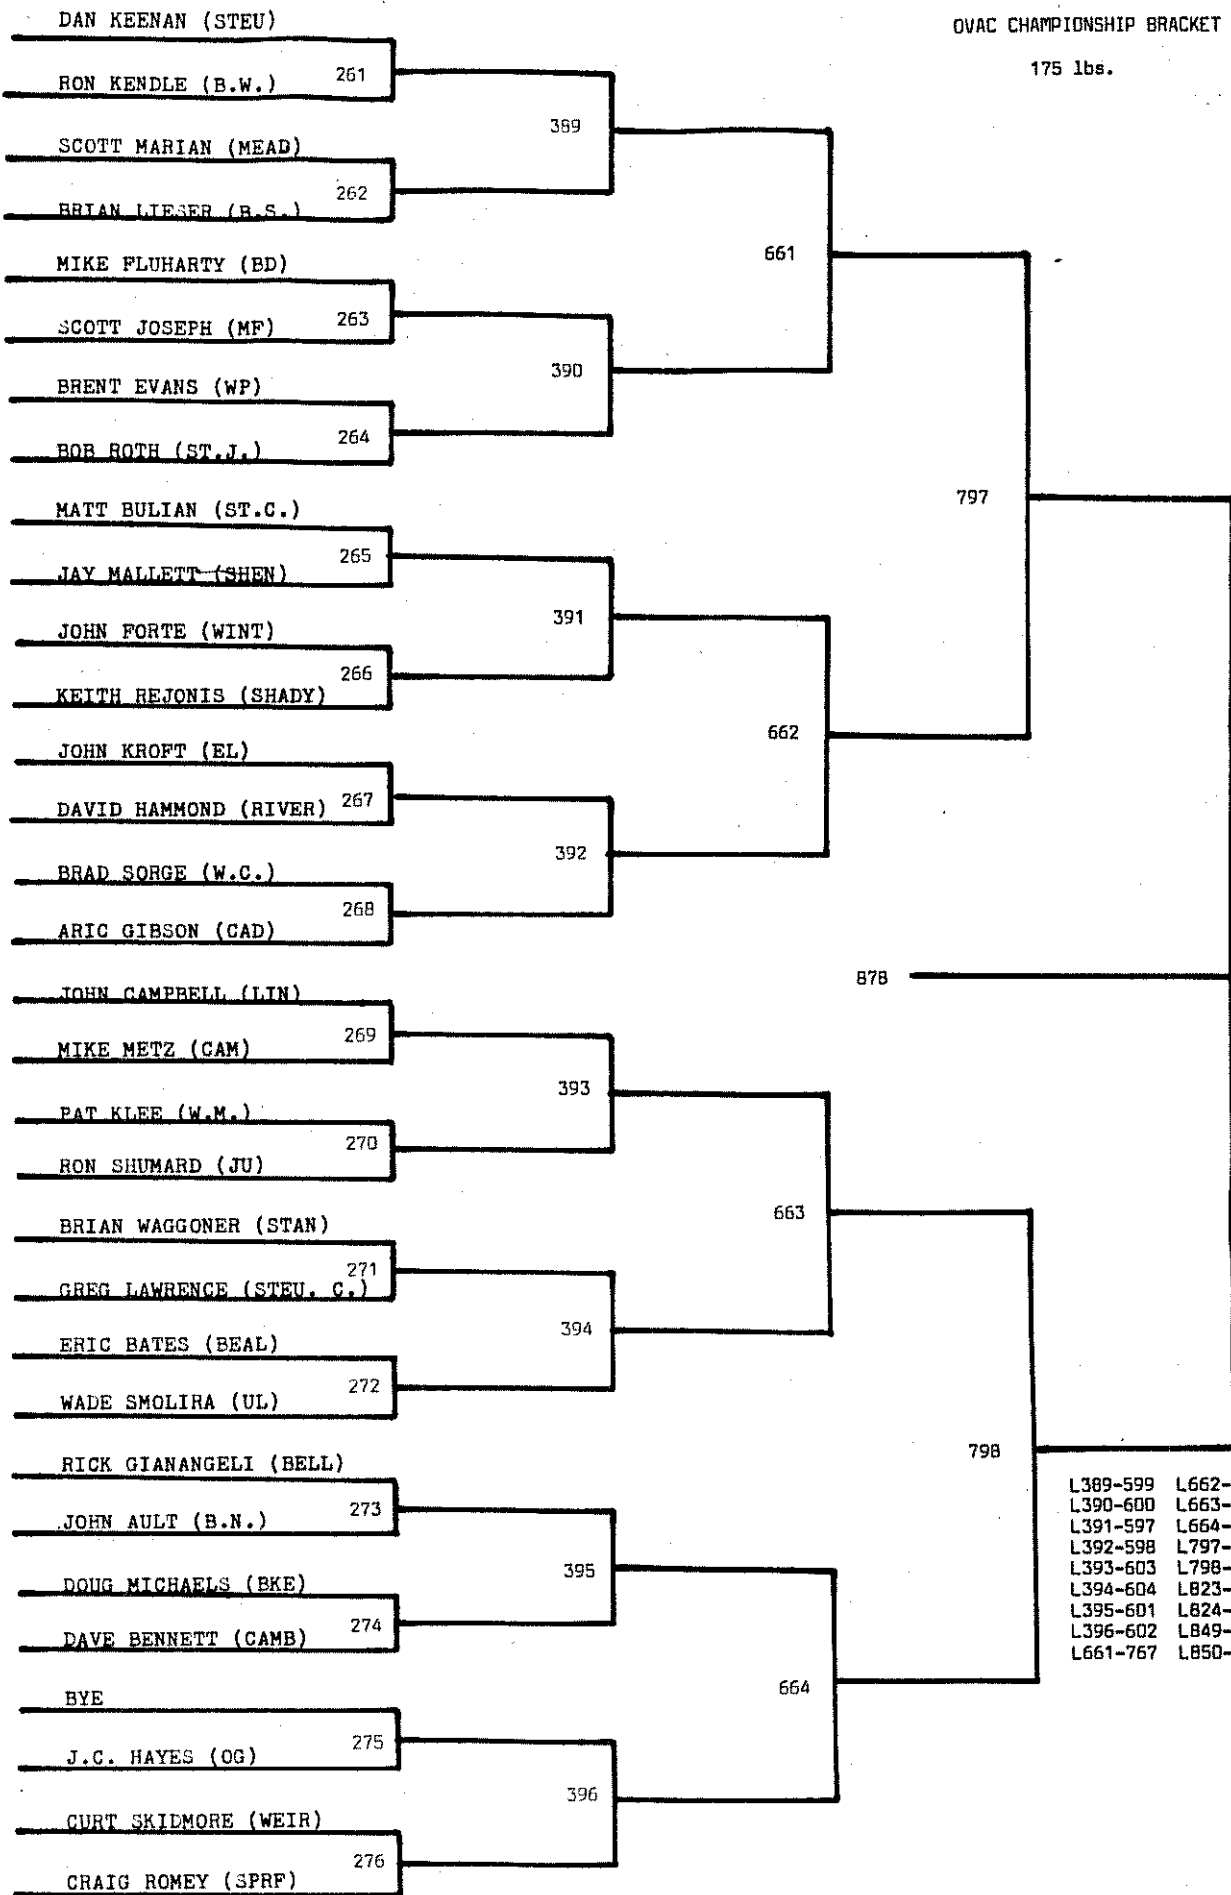 OVAC CHAMPIONSHIP BRACKET
175 lbs.
DAN KEENAN (STEU)
261
RON KENDLE (B.W.)
389
SCOTT MARIAN (MEAD)
262
BRIAN LIESER (B.S.)
661
MIKE FLUHARTY (BD)
263
SCOTT JOSEPH (MF)
390
BRENT EVANS (WP)
264
BOB ROTH (ST.J.)
797
MATT BULIAN (ST.C.)
265
JAY MALLETT (SHEN)
391
JOHN FORTE (WINT)
266
KEITH REJONIS (SHADY)
662
JOHN KROFT (EL)
267
DAVID HAMMOND (RIVER)
392
BRAD SORGE (W.C.)
268
ARIC GIBSON (CAD)
878
JOHN CAMPBELL (LIN)
269
MIKE METZ (CAM)
393
PAT KLEE (W.M.)
270
RON SHUMARD (JU)
663
BRIAN WAGGONER (STAN)
271
GREG LAWRENCE (STEU. C.)
394
ERIC BATES (BEAL)
272
WADE SMOLIRA (UL)
798
RICK GIANANGELI (BELL)
273
JOHN AULT (B.N.)
395
DOUG MICHAELS (BKE)
274
DAVE BENNETT (CAMB)
664
BYE
275
J.C. HAYES (OG)
396
CURT SKIDMORE (WEIR)
276
CRAIG ROMEY (SPRF)
L389-599 L662-
L390-600 L663-
L391-597 L664-
L392-598 L797-
L393-603 L798-
L394-604 L823-
L395-601 L824-
L396-602 L849-
L661-767 L850-